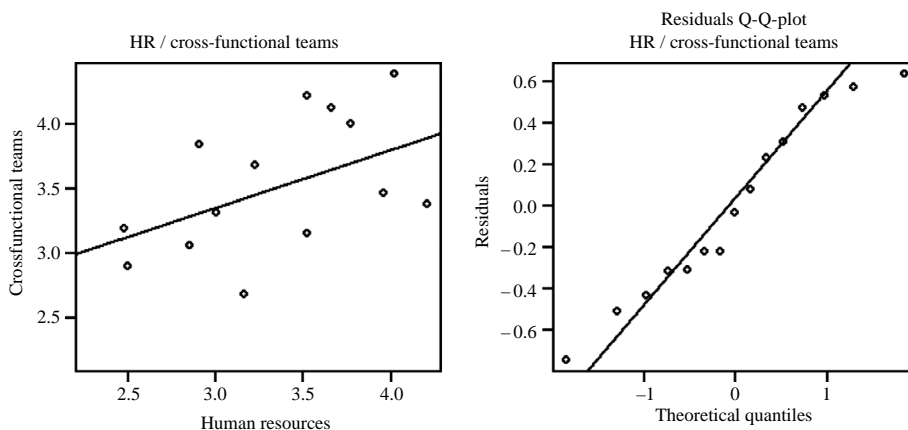 HR / cross-functional teams
Crossfunctional teams
4.0
3.5
3.0
2.5
2.5 3.0 3.5 4.0
Human resources
Residuals Q-Q-plot
HR / cross-functional teams
Residuals
0.6
0.4
0.2
0.0
−0.2
−0.4
−0.6
−1 0 1
Theoretical quantiles